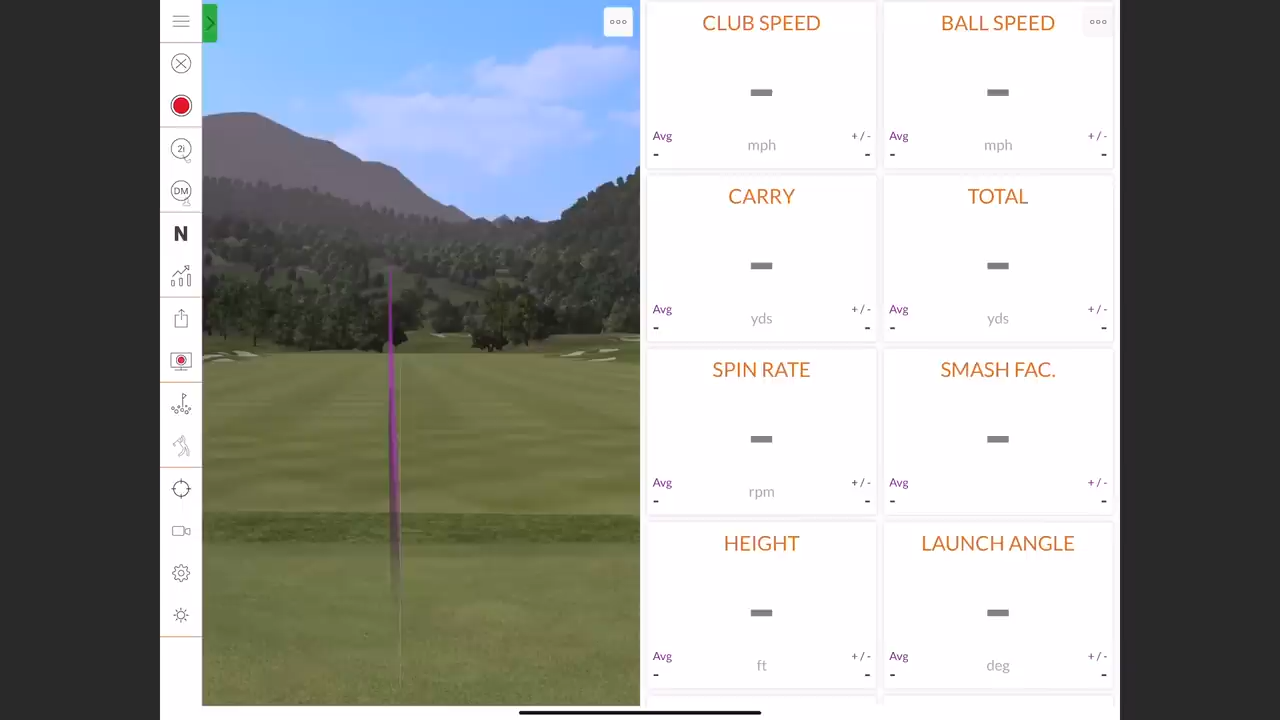 2i
DM
N
CLUB SPEED
-
Avg
mph
+ / -
-
-
BALL SPEED
-
Avg
mph
+ / -
-
-
CARRY
-
Avg
yds
+ / -
-
-
TOTAL
-
Avg
yds
+ / -
-
-
SPIN RATE
-
Avg
rpm
+ / -
-
-
SMASH FAC.
-
Avg
+ / -
-
-
HEIGHT
-
Avg
ft
+ / -
-
-
LAUNCH ANGLE
-
Avg
deg
+ / -
-
-